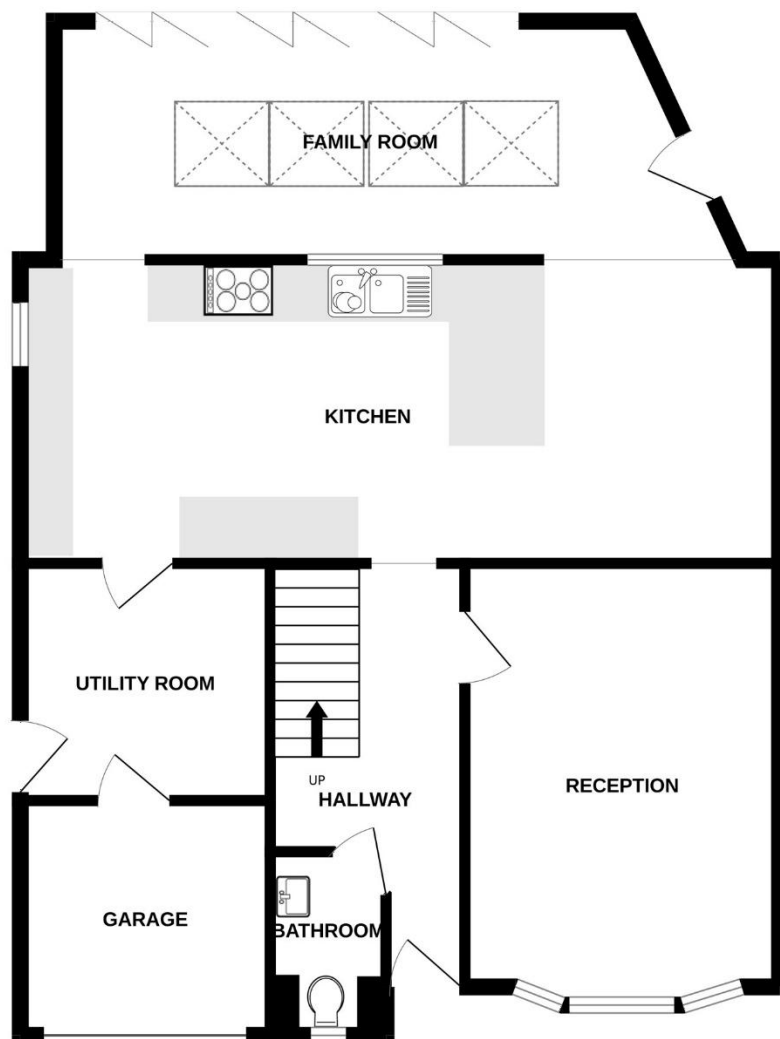 FAMILY ROOM
KITCHEN
UTILITY ROOM
UP
HALLWAY
RECEPTION
GARAGE
BATHROOM